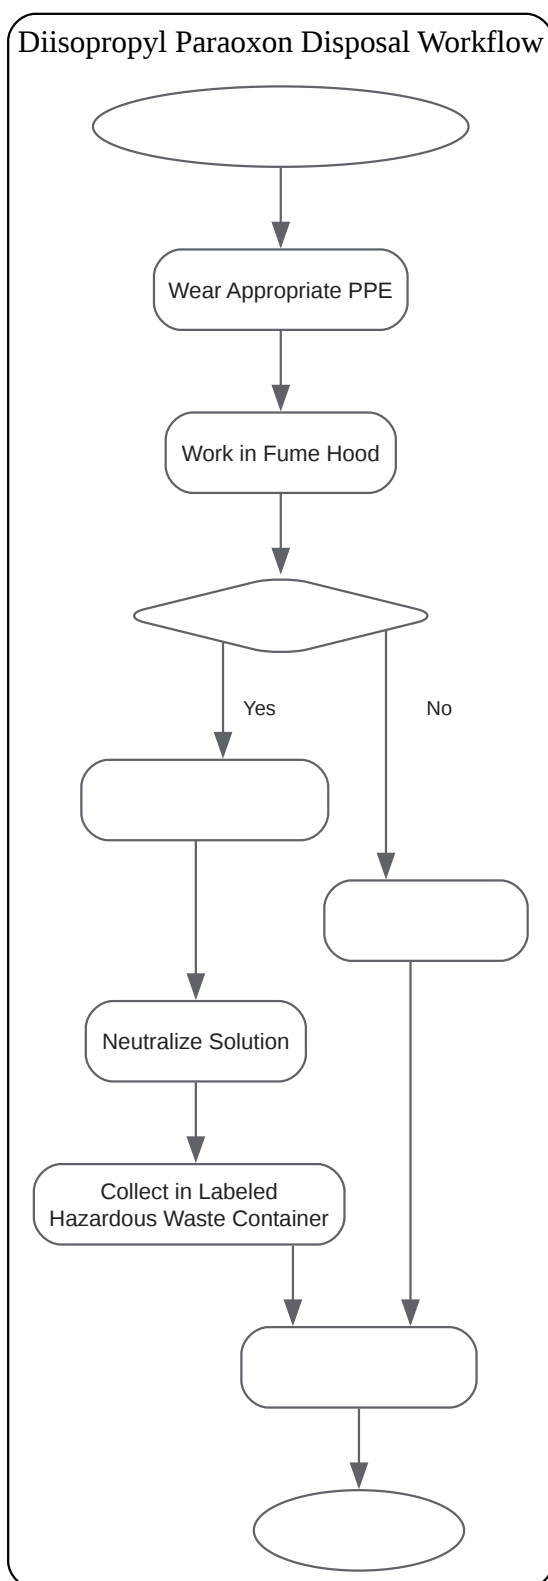 Diisopropyl Paraoxon Disposal Workflow
Wear Appropriate PPE
Work in Fume Hood
Yes
No
Neutralize Solution
Collect in Labeled
Hazardous Waste Container